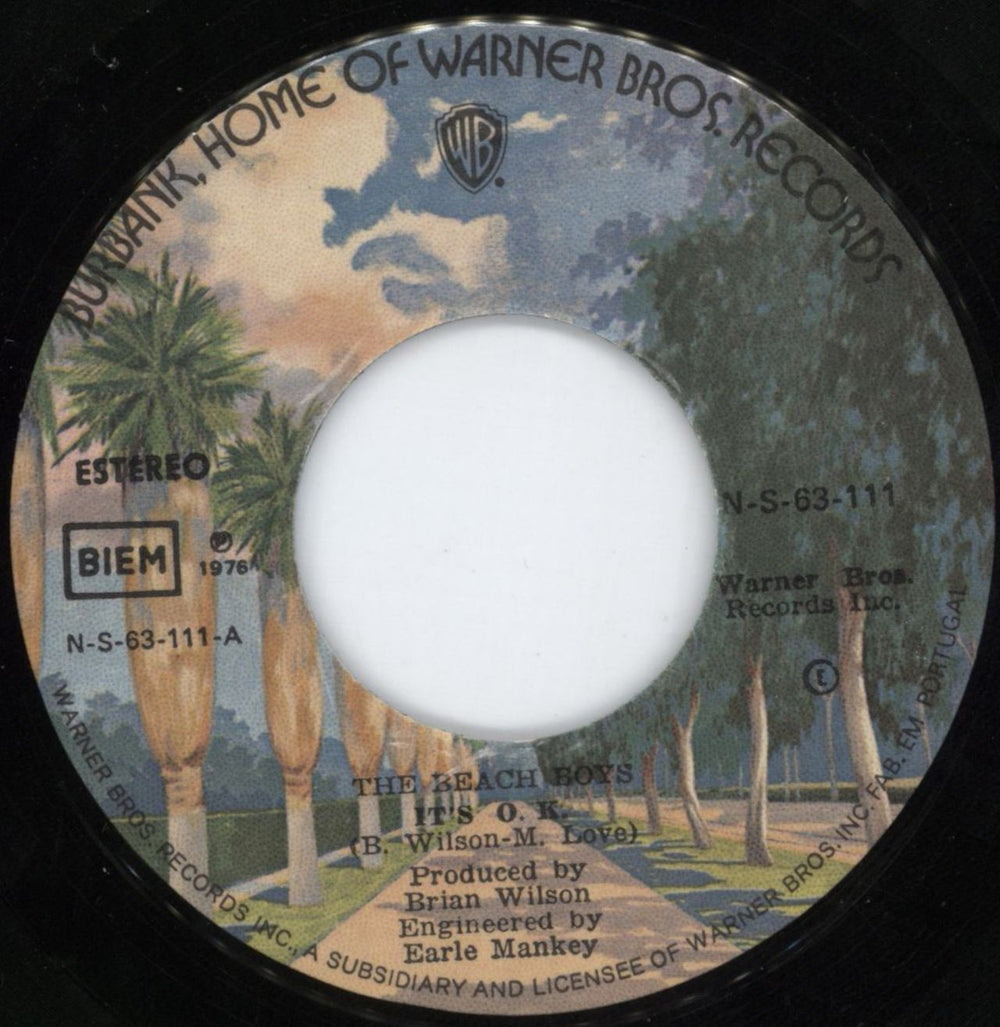 BURBANK, HOME OF WARNER BROS. RECORDS
WB
ESTÉREO
BIEM
℗
1976
N-S-63-111-A
N-S-63-111
Warner Bros.
Records Inc.
E
THE BEACH BOYS
IT'S O. K.
(B. Wilson-M. Love)
Produced by
Brian Wilson
Engineered by
Earle Mankey
WARNER BROS. RECORDS INC., A SUBSIDIARY AND LICENSEE OF WARNER BROS. INC. FAB. EM. PORTUGAL